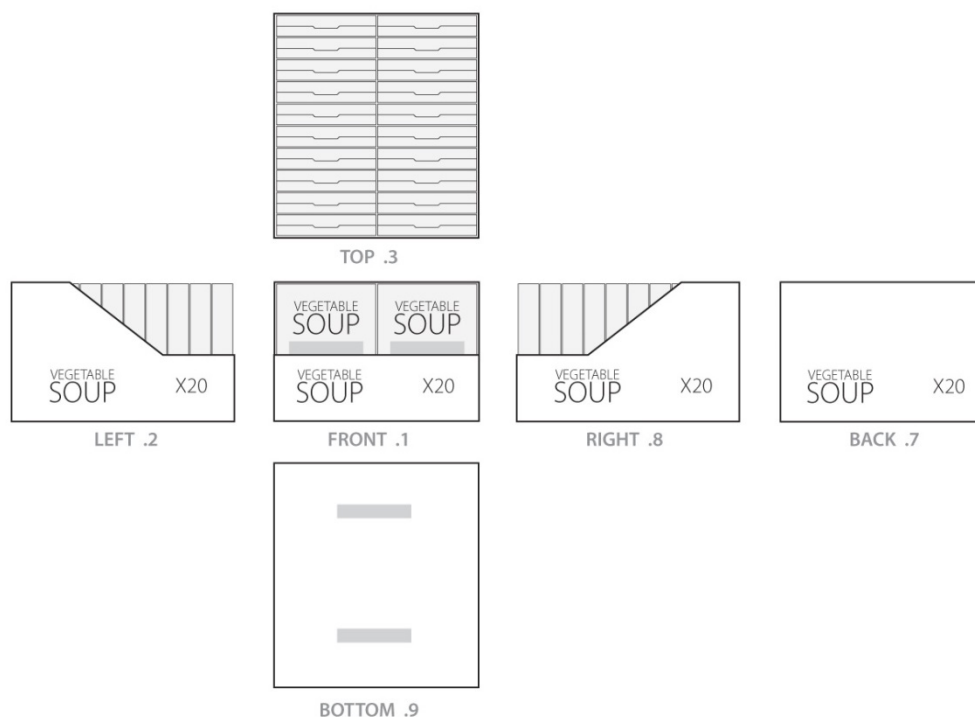 TOP .3
VEGETABLE
SOUP
VEGETABLE
SOUP
VEGETABLE
SOUP
X20
LEFT .2
VEGETABLE
SOUP
X20
FRONT .1
VEGETABLE
SOUP
X20
RIGHT .8
VEGETABLE
SOUP
X20
BACK .7
BOTTOM .9